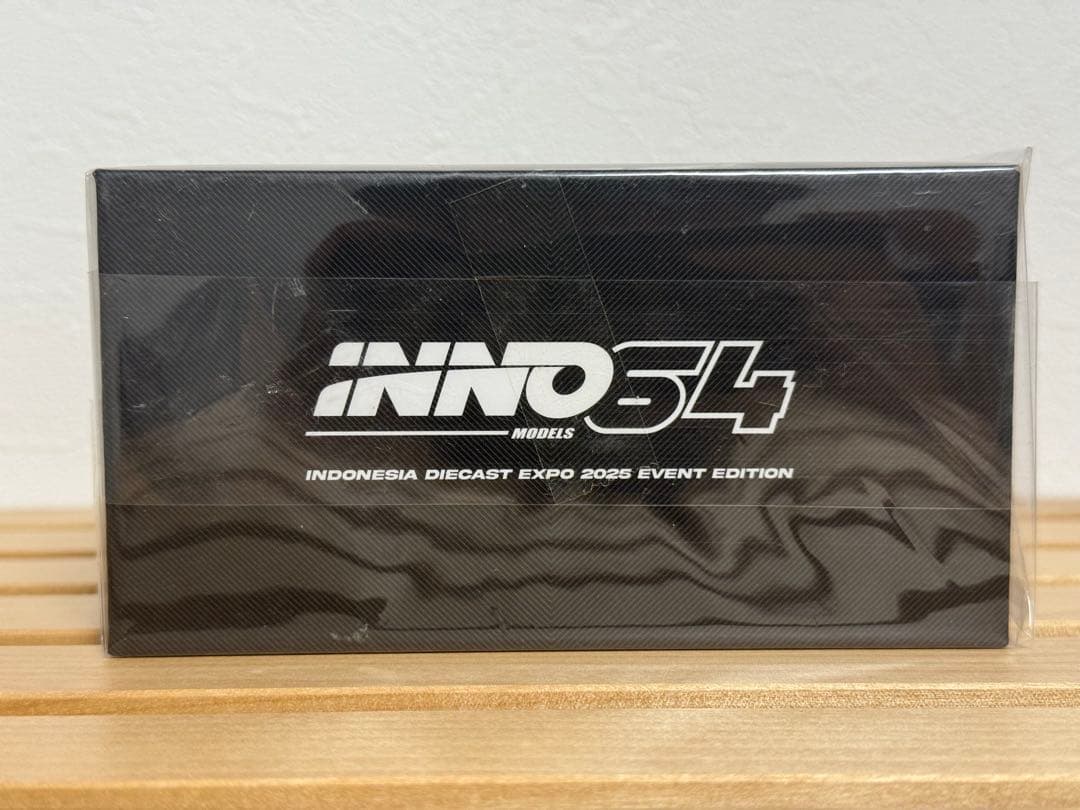 INNO64
MODELS
INDONESIA DIECAST EXPO 2025 EVENT EDITION